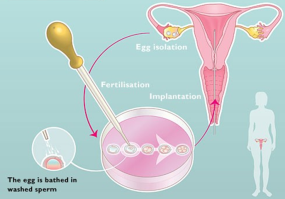 Egg isolation
Fertilisation
Implantation
The egg is bathed in
washed sperm